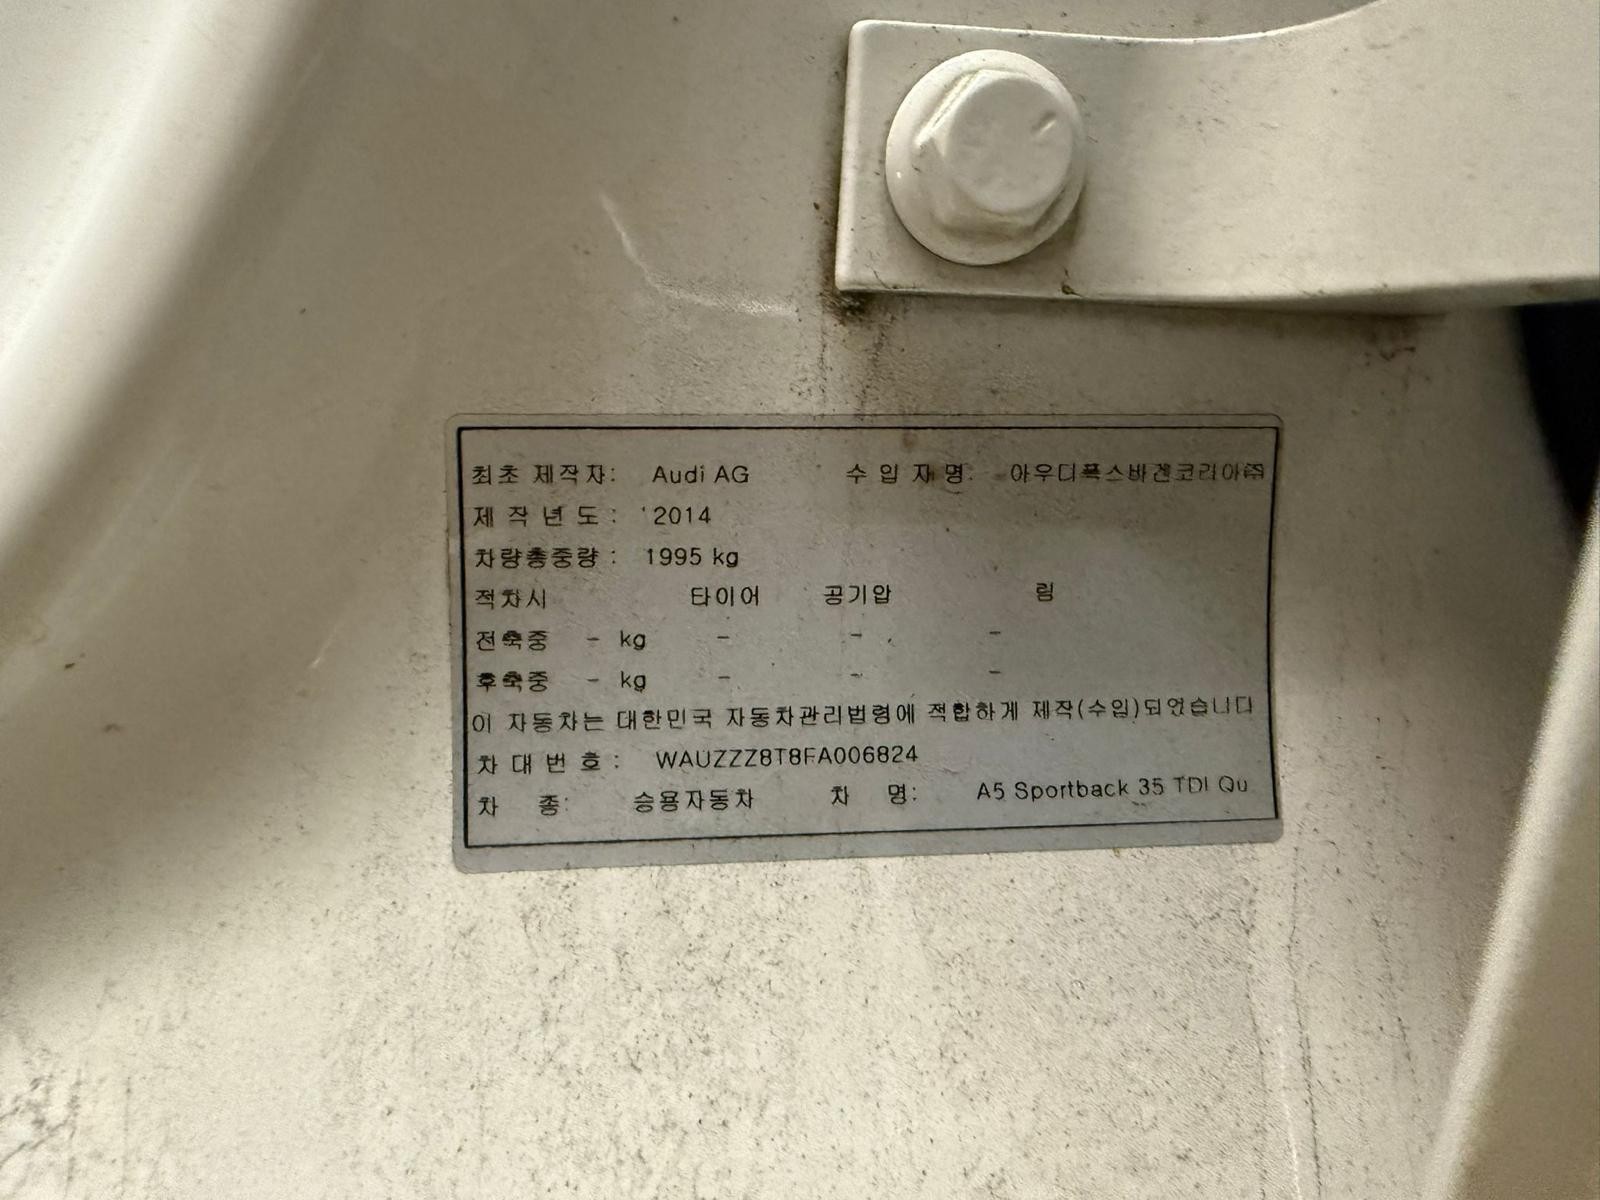 최초 제작자: Audi AG 수 입 자 명: 아우디폭스바겐코리아㈜
제 작 년 도 : 2014
차량총중량 : 1995 kg
적차시 타이어 공기압 림
전축중 - kg - - -
후축중 - kg - - -
이 자동차는 대한민국 자동차관리법령에 적합하게 제작(수입)되었습니다
차 대 번 호 : WAUZZZ8T8FA006824
차 종: 승용자동차 차 명: A5 Sportback 35 TDI Qu